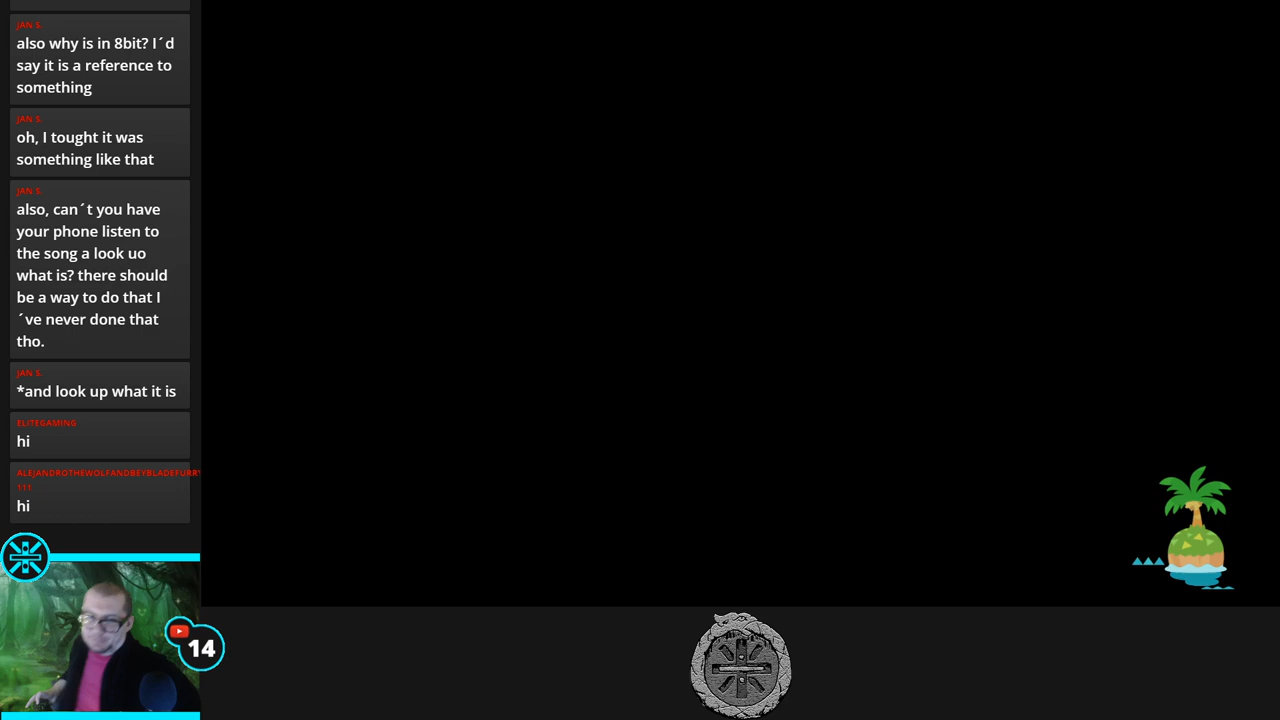 JAN S.
also why is in 8bit? I´d
say it is a reference to
something
JAN S.
oh, I tought it was
something like that
JAN S.
also, can´t you have
your phone listen to
the song a look uo
what is? there should
be a way to do that I
´ve never done that
tho.
JAN S.
*and look up what it is
ELITEGAMING
hi
ALEJANDROTHEWOLFANDBEYBLADEFURRY
111
hi
14